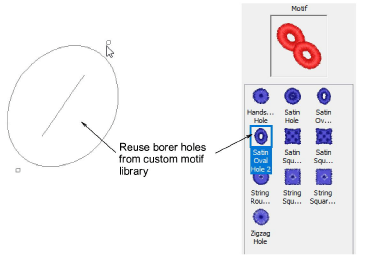 Motif
Reuse borer holes
from custom motif
library
Hands... Satin Satin
Hole Hole Ov...
Satin Satin Satin
Oval Squ... Squ...
Hole 2
String String String
Rou... Squ... Squar...
Zigzag
Hole